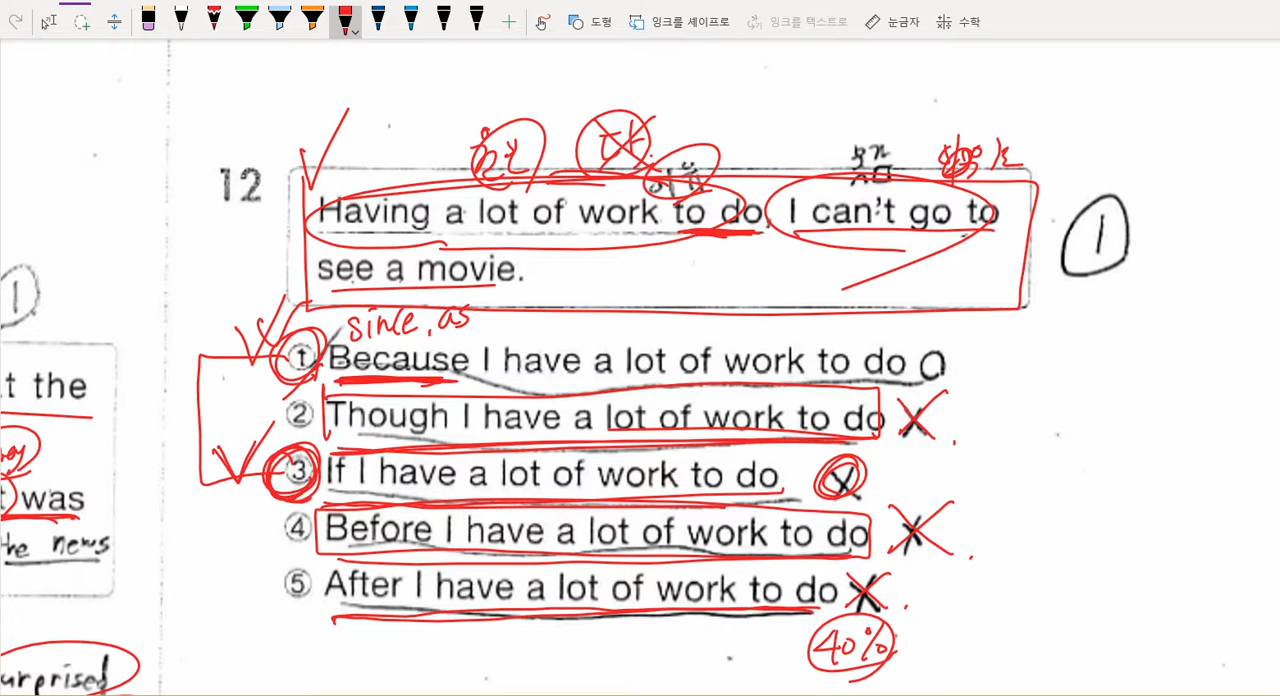 도형 잉크를 셰이프로 잉크를 텍스트로 눈금자 수학
12
Having a lot of work to do, I can't go to
see a movie.
1
since, as
① Because I have a lot of work to do O
② Though I have a lot of work to do X
③ If I have a lot of work to do X
④ Before I have a lot of work to do X
⑤ After I have a lot of work to do X
40%
1
t the
was
the news
urprised